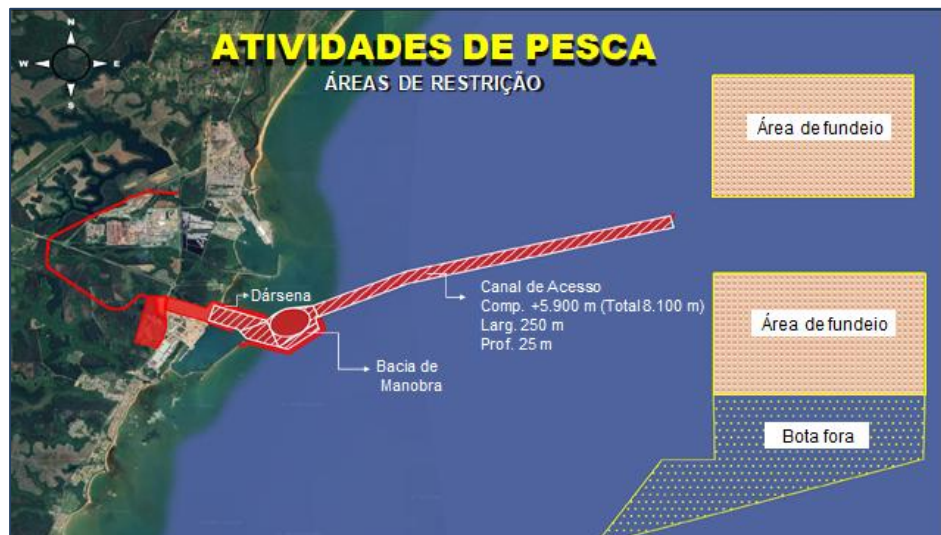 ATIVIDADES DE PESCA
ÁREAS DE RESTRIÇÃO
N
W
E
S
Área de fundeio
Dársena
Canal de Acesso
Comp. +5.900 m (Total 8.100 m)
Larg. 250 m
Prof. 25 m
Área de fundeio
Bacia de
Manobra
Bota fora